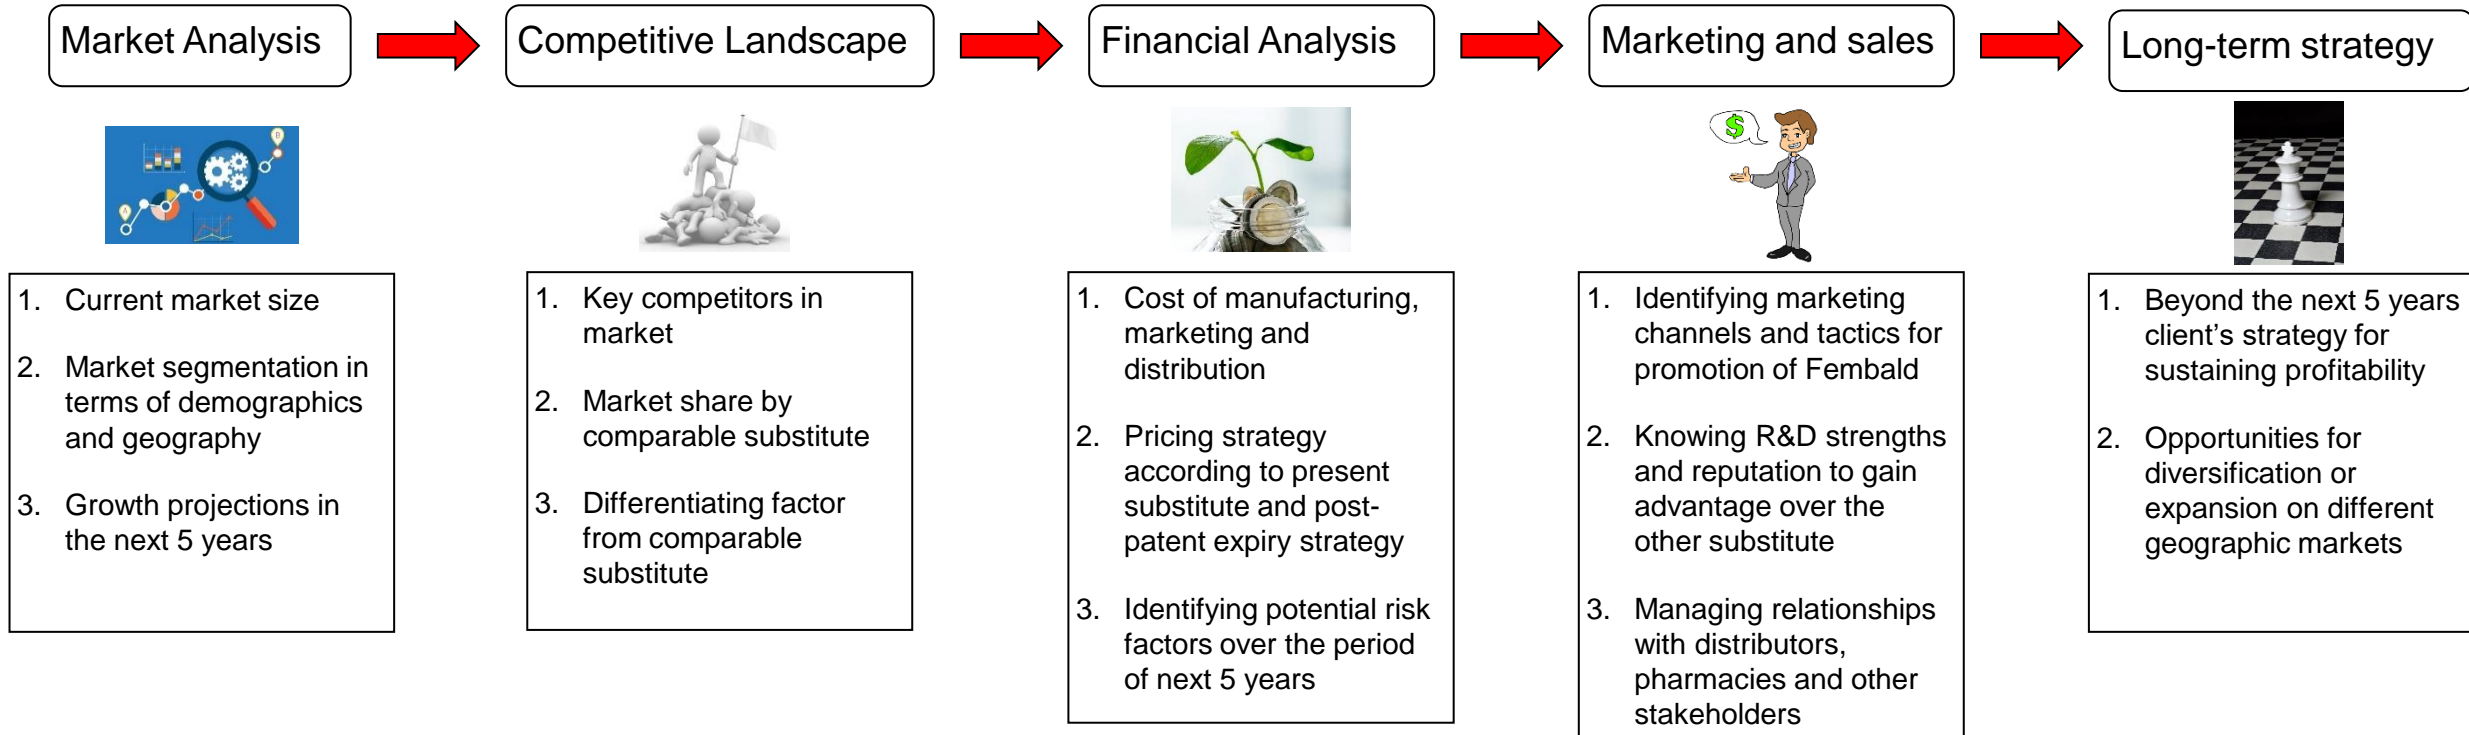 Market Analysis
Competitive Landscape
Financial Analysis
Marketing and sales
Long-term strategy
1. Current market size
2. Market segmentation in
terms of demographics
and geography
3. Growth projections in
the next 5 years
1. Key competitors in
market
2. Market share by
comparable substitute
3. Differentiating factor
from comparable
substitute
1. Cost of manufacturing,
marketing and
distribution
2. Pricing strategy
according to present
substitute and post-
patent expiry strategy
3. Identifying potential risk
factors over the period
of next 5 years
$
1. Identifying marketing
channels and tactics for
promotion of Fembald
2. Knowing R&D strengths
and reputation to gain
advantage over the
other substitute
3. Managing relationships
with distributors,
pharmacies and other
stakeholders
1. Beyond the next 5 years
client’s strategy for
sustaining profitability
2. Opportunities for
diversification or
expansion on different
geographic markets